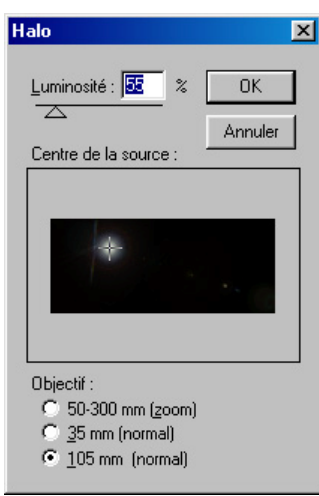 Halo
Luminosité : 55 % OK
Annuler
Centre de la source :
Objectif :
50-300 mm (zoom)
35 mm (normal)
105 mm (normal)